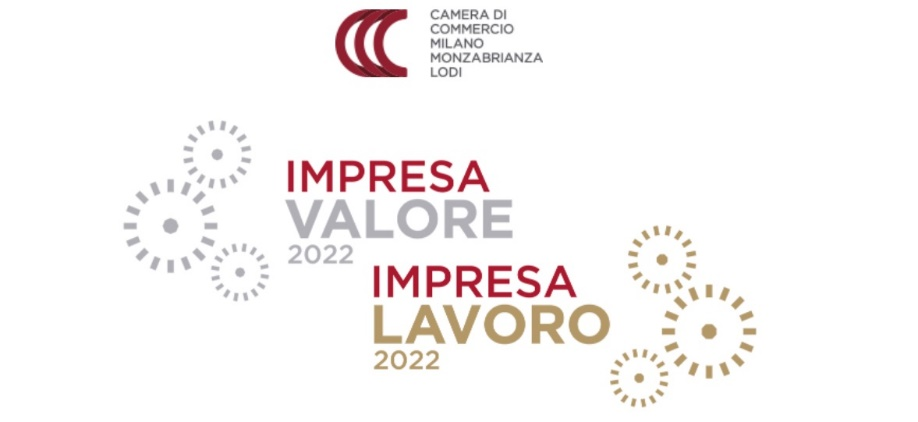 CAMERA DI
COMMERCIO
MILANO
MONZABRIANZA
LODI
IMPRESA
VALORE
2022
IMPRESA
LAVORO
2022